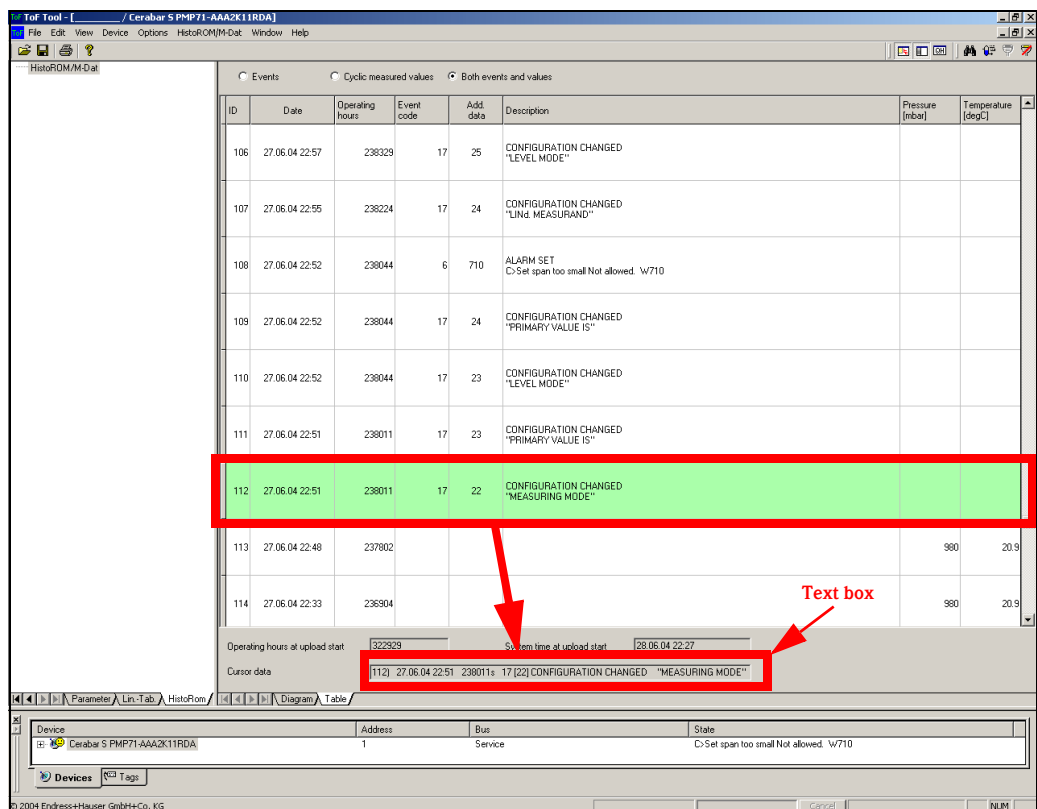 ToF Tool - [ / Cerabar S PMP71-AAA2K11RDA]
File Edit View Device Options HistoROM/M-Dat Window Help
HistoROM/M-Dat
Events Cyclic measured values Both events and values
ID Date Operating hours Event code Add. data Description Pressure [mbar] Temperature [degC]
106 27.06.04 22:57 238329 17 25 CONFIGURATION CHANGED
"LEVEL MODE"
107 27.06.04 22:55 238224 17 24 CONFIGURATION CHANGED
"LINd. MEASURAND"
108 27.06.04 22:52 238044 6 710 ALARM SET
C>Set span too small Not allowed. W710
109 27.06.04 22:52 238044 17 24 CONFIGURATION CHANGED
"PRIMARY VALUE IS"
110 27.06.04 22:52 238044 17 23 CONFIGURATION CHANGED
"LEVEL MODE"
111 27.06.04 22:51 238011 17 23 CONFIGURATION CHANGED
"PRIMARY VALUE IS"
112 27.06.04 22:51 238011 17 22 CONFIGURATION CHANGED
"MEASURING MODE"
113 27.06.04 22:48 237802 980 20.9
114 27.06.04 22:33 236904 980 20.9
Text box
Operating hours at upload start 322929 System time at upload start 28.06.04 22:27
Cursor data 112) 27.06.04 22:51 238011s 17 [22] CONFIGURATION CHANGED "MEASURING MODE"
Parameter Lin.-Tab. HistoRom Diagram Table
Device Address Bus State
Cerabar S PMP71-AAA2K11RDA 1 Service C>Set span too small Not allowed. W710
Devices Tags
© 2004 Endress+Hauser GmbH+Co. KG Cancel NUM